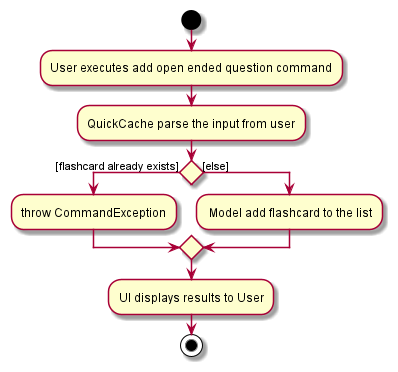 User executes add open ended question command
QuickCache parse the input from user
[flashcard already exists]
[else]
throw CommandException
Model add flashcard to the list
UI displays results to User